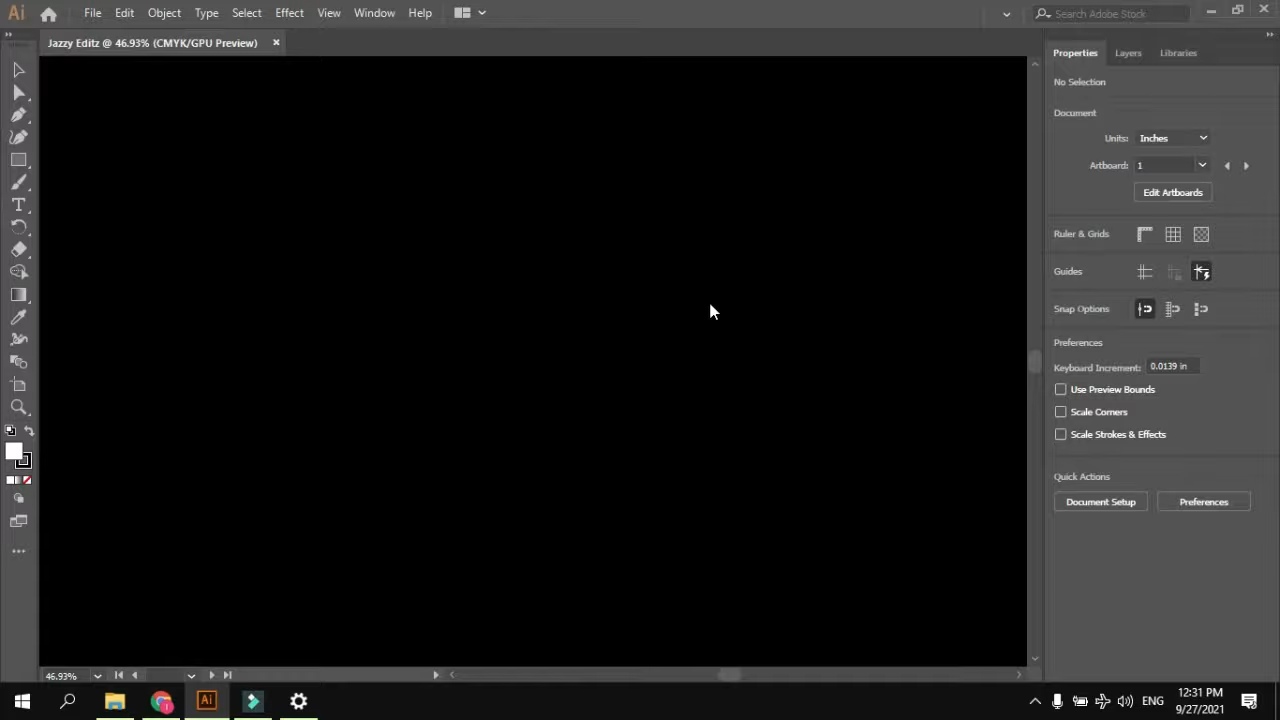 Ai File Edit Object Type Select Effect View Window Help Search Adobe Stock
Jazzy Editz @ 46.93% (CMYK/GPU Preview) ×
Properties Layers Libraries
No Selection
Document
Units: Inches
Artboard: 1
Edit Artboards
Ruler & Grids
Guides
Snap Options
Preferences
Keyboard Increment: 0.0139 in
Use Preview Bounds
Scale Corners
Scale Strokes & Effects
Quick Actions
Document Setup Preferences
46.93%
Ai ENG 12:31 PM
9/27/2021